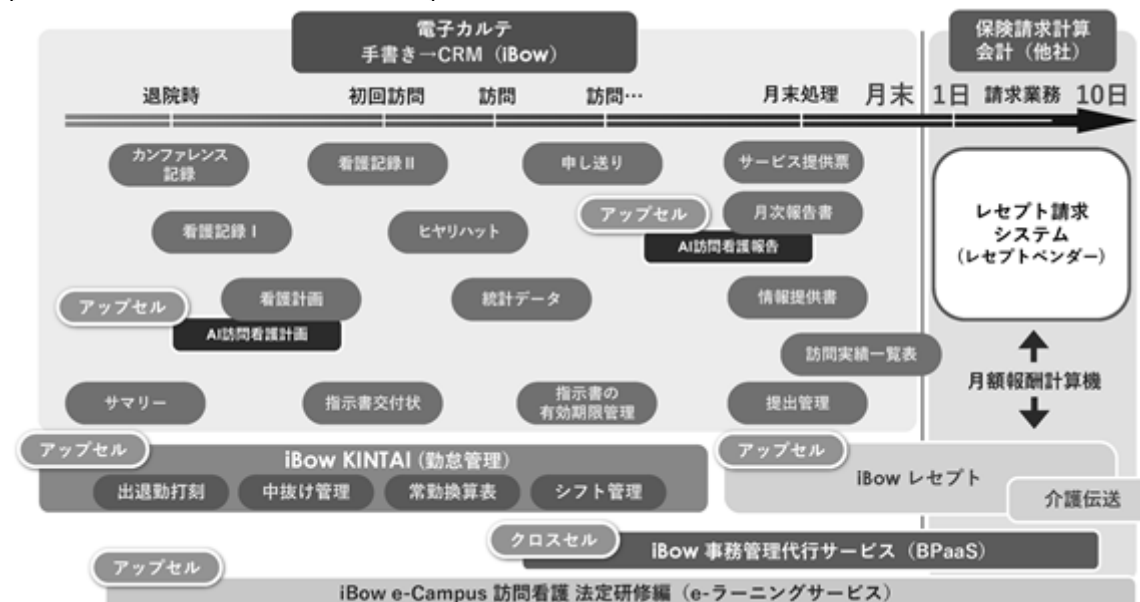 電子カルテ
手書き→CRM（iBow）
保険請求計算
会計（他社）
退院時
初回訪問
訪問
訪問…
月末処理
月末
1日
請求業務
10日
カンファレンス
記録
看護記録Ⅱ
申し送り
サービス提供票
アップセル
月次報告書
看護記録Ⅰ
ヒヤリハット
AI訪問看護報告
レセプト請求
システム
（レセプトベンダー）
アップセル
看護計画
統計データ
情報提供書
AI訪問看護計画
訪問実績一覧表
月額報酬計算機
サマリー
指示書交付状
指示書の
有効期限管理
提出管理
アップセル
iBow KINTAI (勤怠管理)
出退勤打刻
中抜け管理
常勤換算表
シフト管理
アップセル
iBow レセプト
介護伝送
クロスセル
iBow 事務管理代行サービス（BPaaS）
アップセル
iBow e-Campus 訪問看護 法定研修編（e-ラーニングサービス）